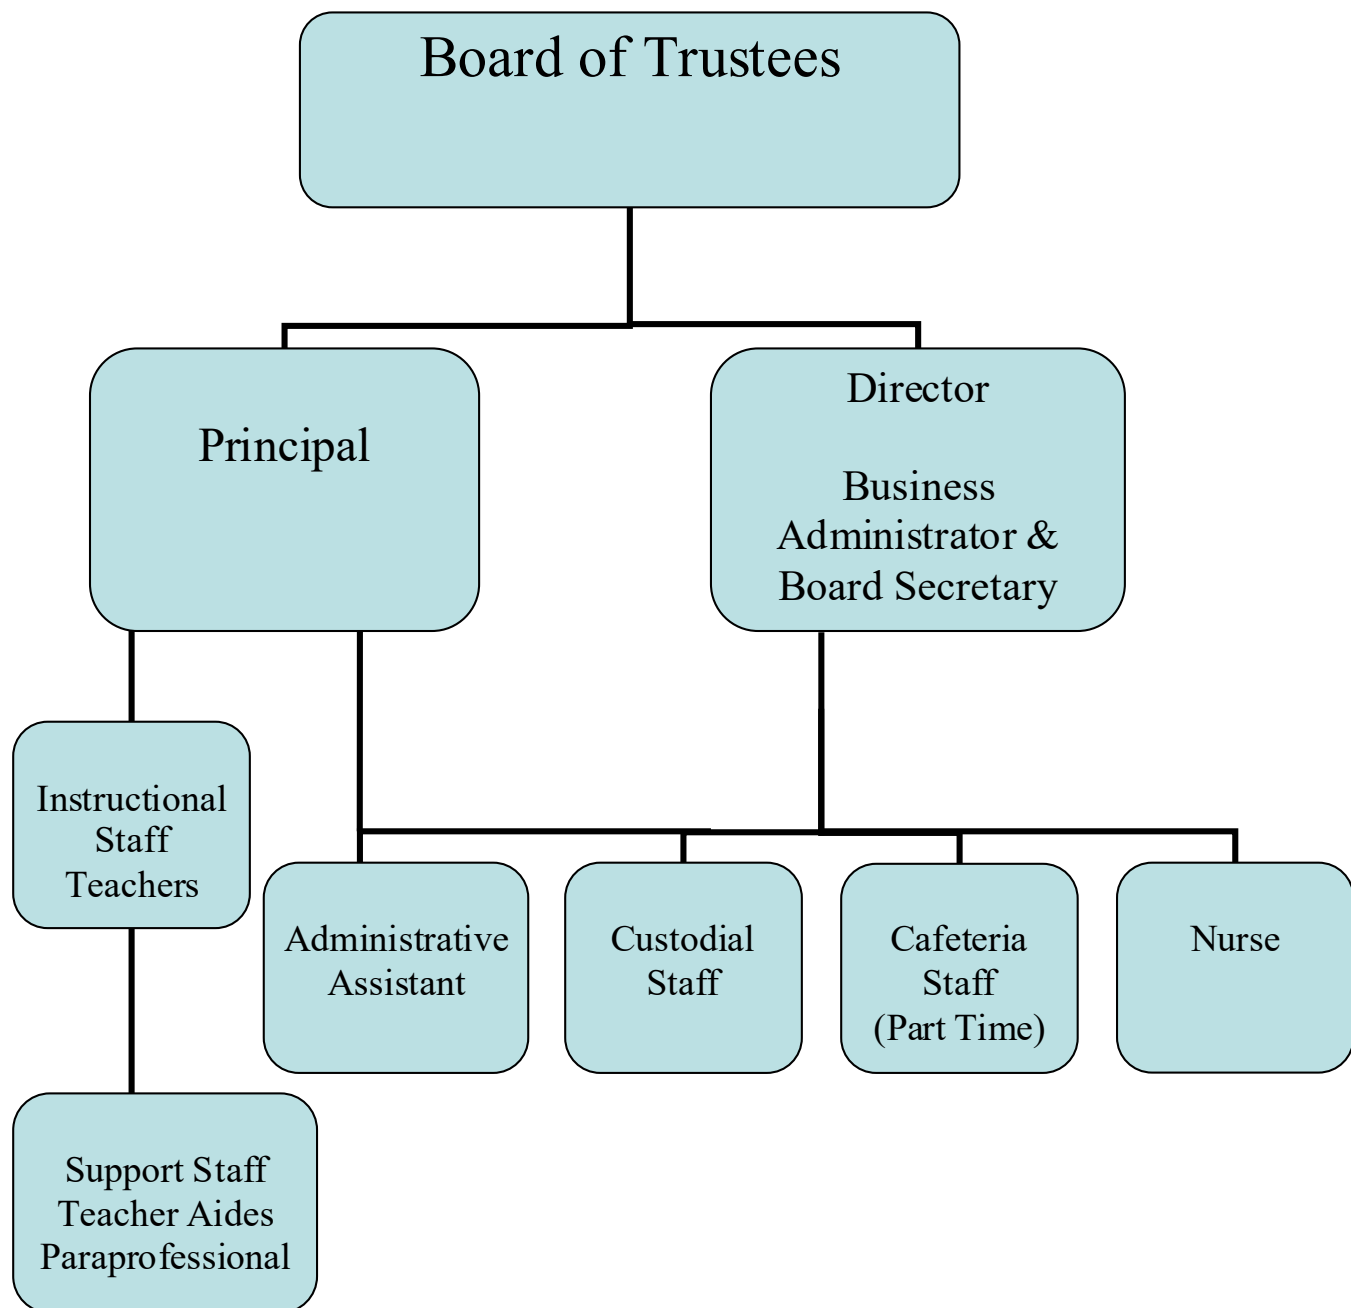 Board of Trustees
Principal
Director
Business
Administrator &
Board Secretary
Instructional
Staff
Teachers
Administrative
Assistant
Custodial
Staff
Cafeteria
Staff
(Part Time)
Nurse
Support Staff
Teacher Aides
Paraprofessional